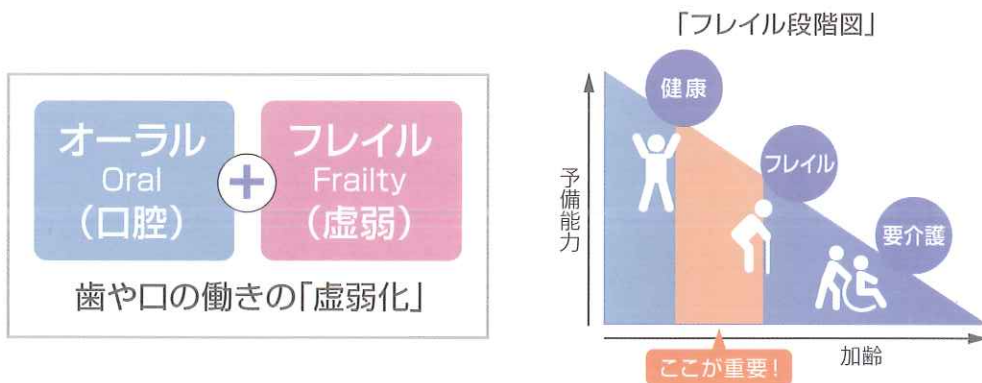 オーラル
Oral
（口腔）
+
フレイル
Frailty
（虚弱）
歯や口の働きの「虚弱化」
「フレイル段階図」
健康
フレイル
要介護
予備能力
加齢
ここが重要！